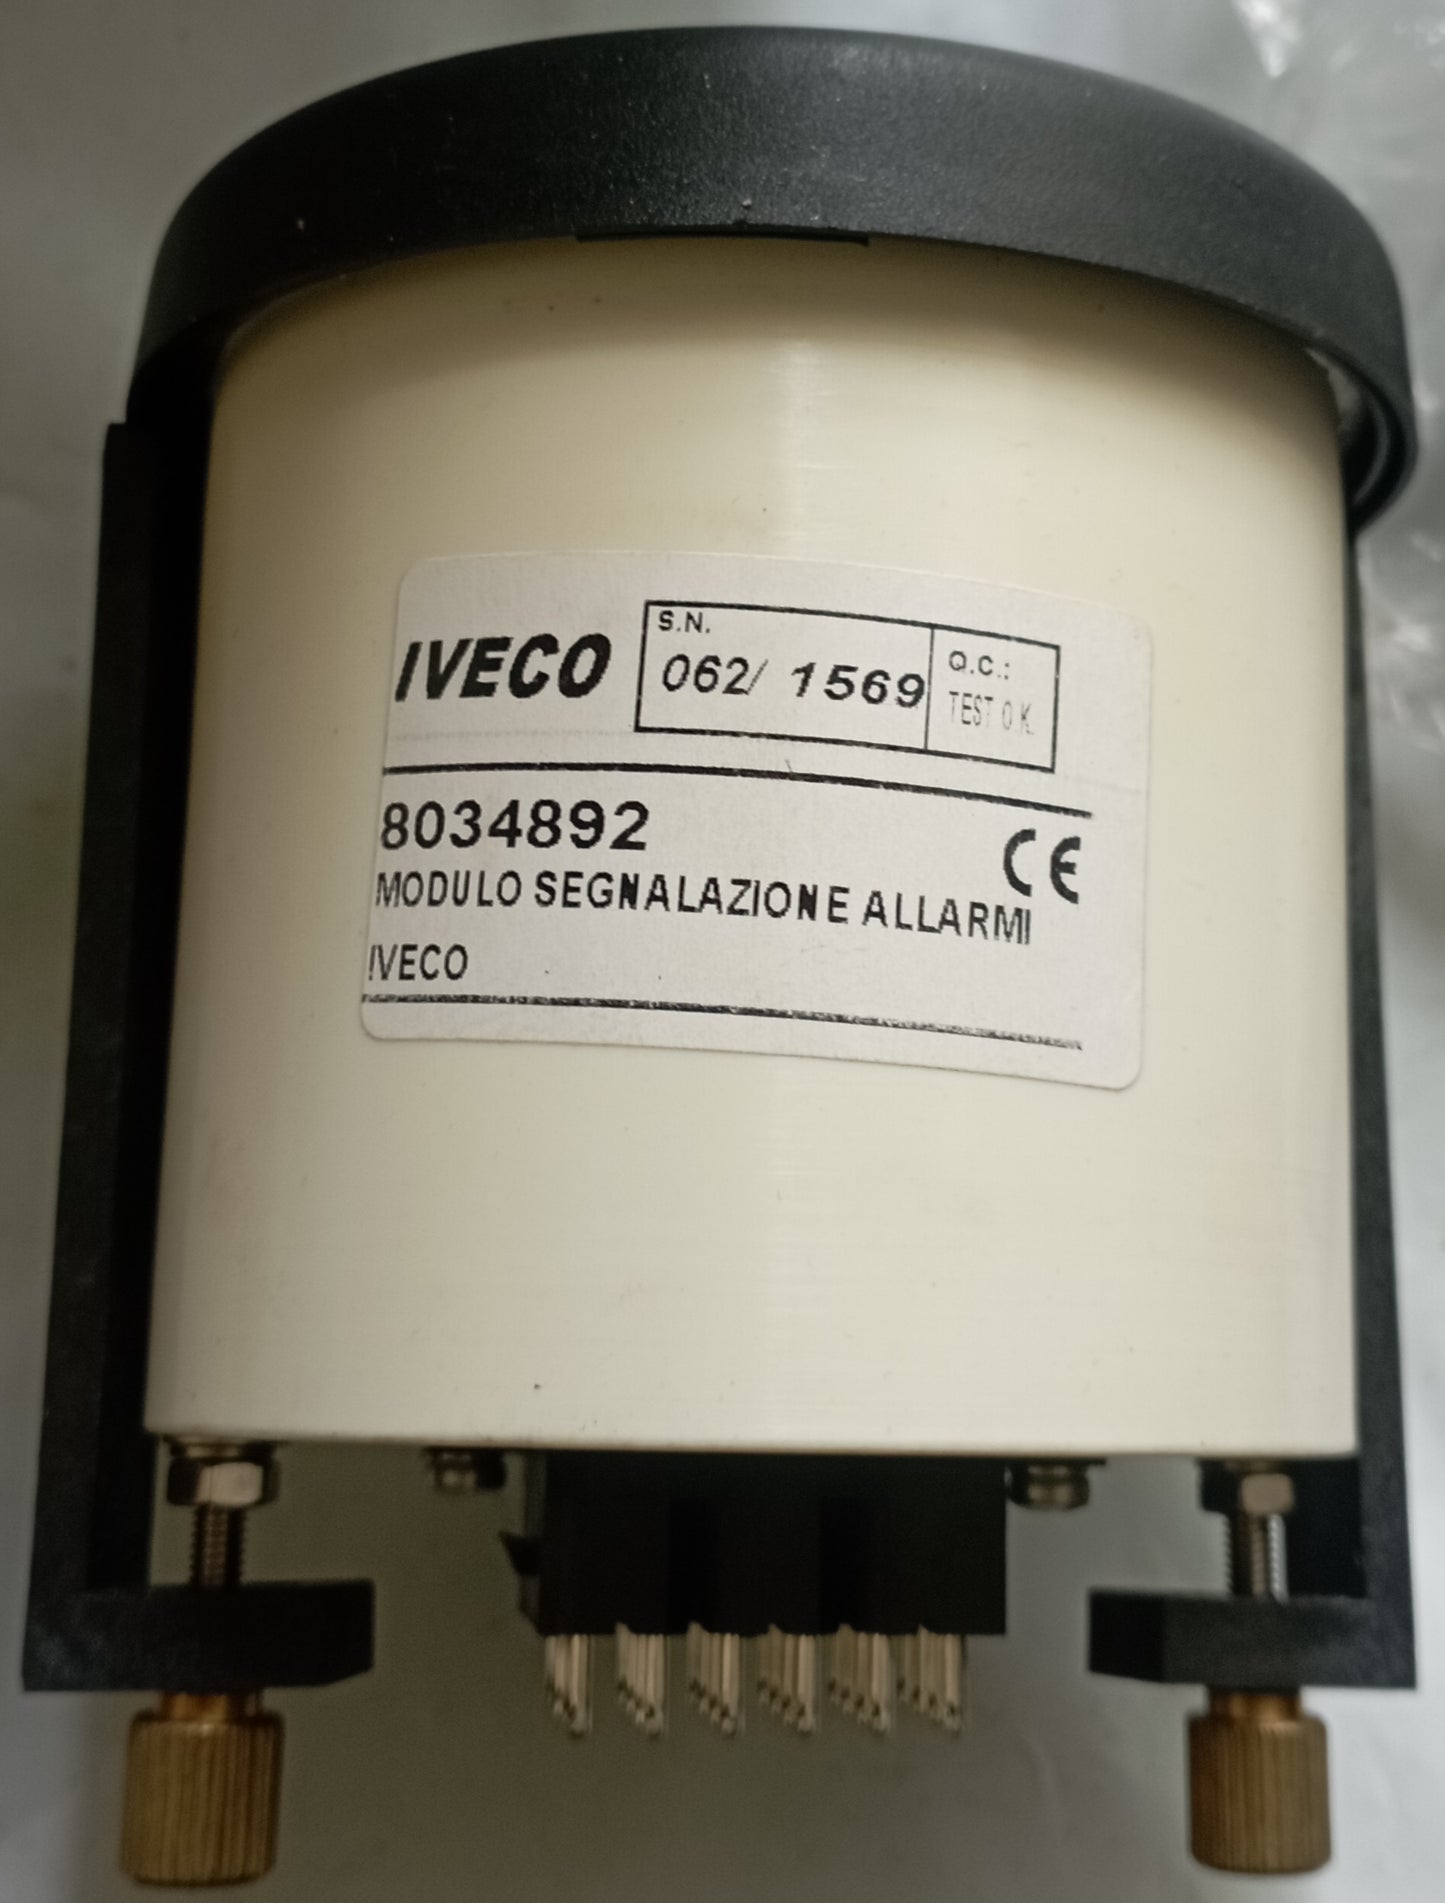 IVECO
S.N.
062/ 1569
Q.C.:
TEST O K.
8034892
CE
MODULO SEGNALAZIONE ALLARMI
IVECO